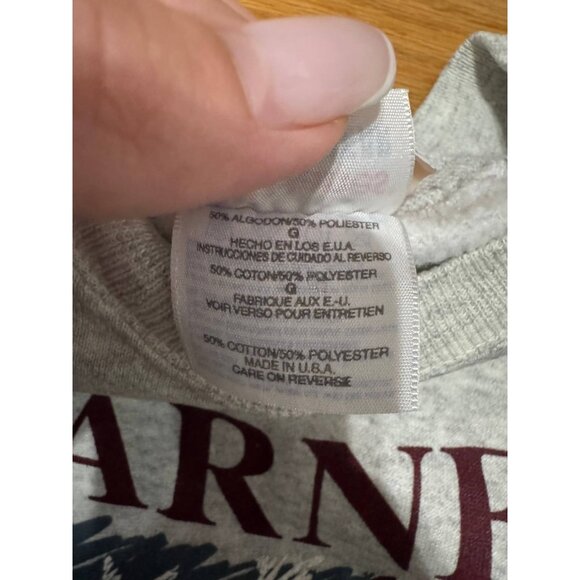 50% ALGODON/50% POLIESTER
G
HECHO EN LOS E.U.A.
INSTRUCCIONES DE CUIDADO AL REVERSO
50% COTON/50% POLYESTER
G
FABRIQUE AUX E.-U.
VOIR VERSO POUR ENTRETIEN
50% COTTON/50% POLYESTER
MADE IN U.S.A.
CARE ON REVERSE
ARNE